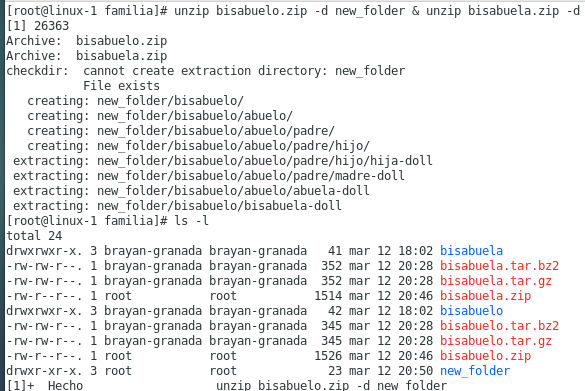 [root@linux-1 familia]# unzip bisabuelo.zip -d new_folder & unzip bisabuela.zip -d
[1] 26363
Archive:  bisabuelo.zip
Archive:  bisabuela.zip
checkdir:  cannot create extraction directory: new_folder
           File exists
   creating: new_folder/bisabuelo/
   creating: new_folder/bisabuelo/abuelo/
   creating: new_folder/bisabuelo/abuelo/padre/
   creating: new_folder/bisabuelo/abuelo/padre/hijo/
 extracting: new_folder/bisabuelo/abuelo/padre/hijo/hija-doll
 extracting: new_folder/bisabuelo/abuelo/padre/madre-doll
 extracting: new_folder/bisabuelo/abuelo/abuela-doll
 extracting: new_folder/bisabuelo/bisabuela-doll
[root@linux-1 familia]# ls -l
total 24
drwxrwxr-x. 3 brayan-granada brayan-granada   41 mar 12 18:02 bisabuela
-rw-rw-r--. 1 brayan-granada brayan-granada  352 mar 12 20:28 bisabuela.tar.bz2
-rw-rw-r--. 1 brayan-granada brayan-granada  352 mar 12 20:28 bisabuela.tar.gz
-rw-r--r--. 1 root           root           1514 mar 12 20:46 bisabuela.zip
drwxrwxr-x. 3 brayan-granada brayan-granada   42 mar 12 18:02 bisabuelo
-rw-rw-r--. 1 brayan-granada brayan-granada  345 mar 12 20:28 bisabuelo.tar.bz2
-rw-rw-r--. 1 brayan-granada brayan-granada  345 mar 12 20:28 bisabuelo.tar.gz
-rw-r--r--. 1 root           root           1526 mar 12 20:46 bisabuelo.zip
drwxr-xr-x. 3 root           root             23 mar 12 20:50 new_folder
[1]+  Hecho                  unzip bisabuelo.zip -d new_folder